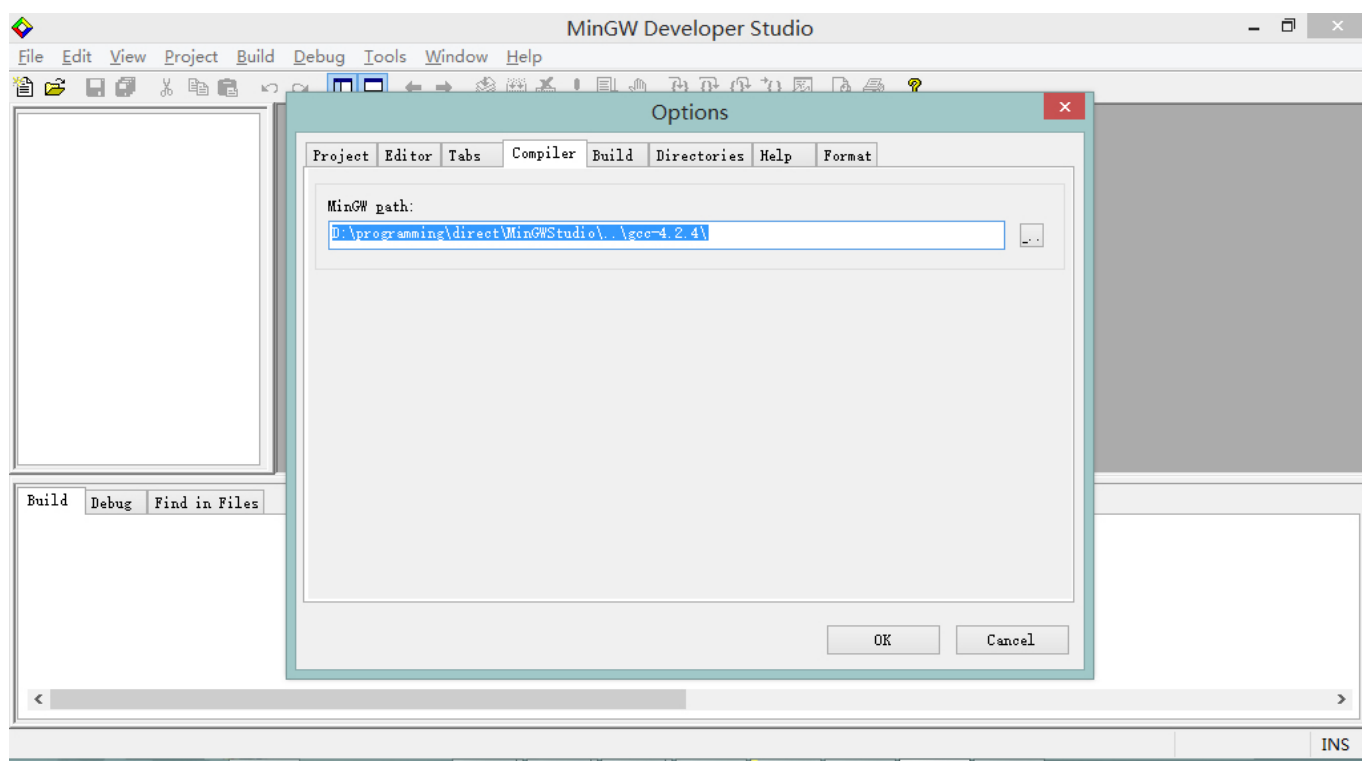 MinGW Developer Studio
File Edit View Project Build Debug Tools Window Help
Options
Project Editor Tabs Compiler Build Directories Help Format
MinGW path:
D:\programming\direct\MinGWStudio\..\gcc-4.2.4\
...
OK Cancel
Build Debug Find in Files
INS